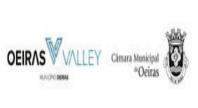 OEIRAS VALLEY
MUNICÍPIO OEIRAS
Câmara Municipal
de Oeiras